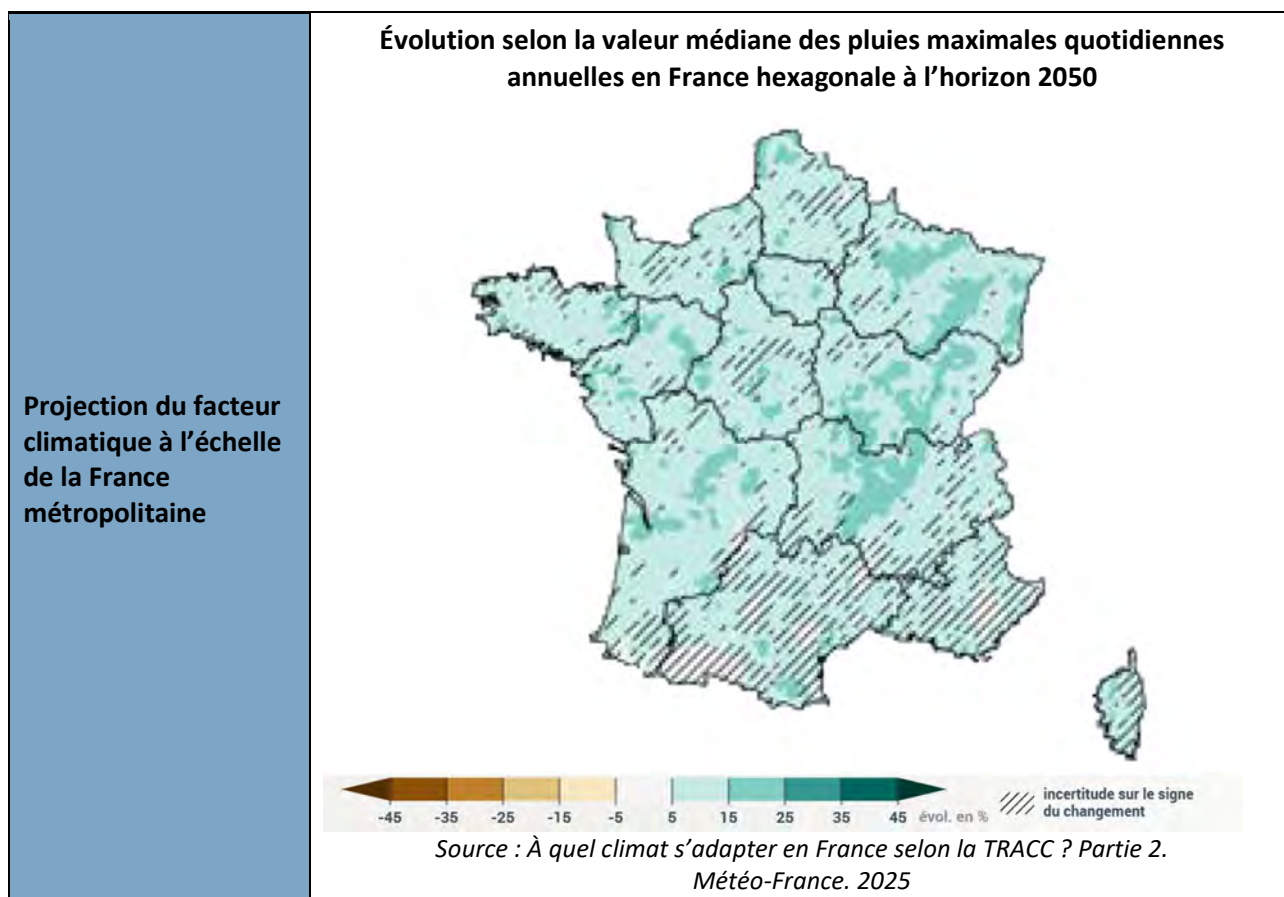 Évolution selon la valeur médiane des pluies maximales quotidiennes
annuelles en France hexagonale à l’horizon 2050
Projection du facteur
climatique à l’échelle
de la France
métropolitaine
-45 -35 -25 -15 -5 5 15 25 35 45 évol. en %
incertitude sur le signe
du changement
Source : À quel climat s’adapter en France selon la TRACC ? Partie 2.
Météo-France. 2025